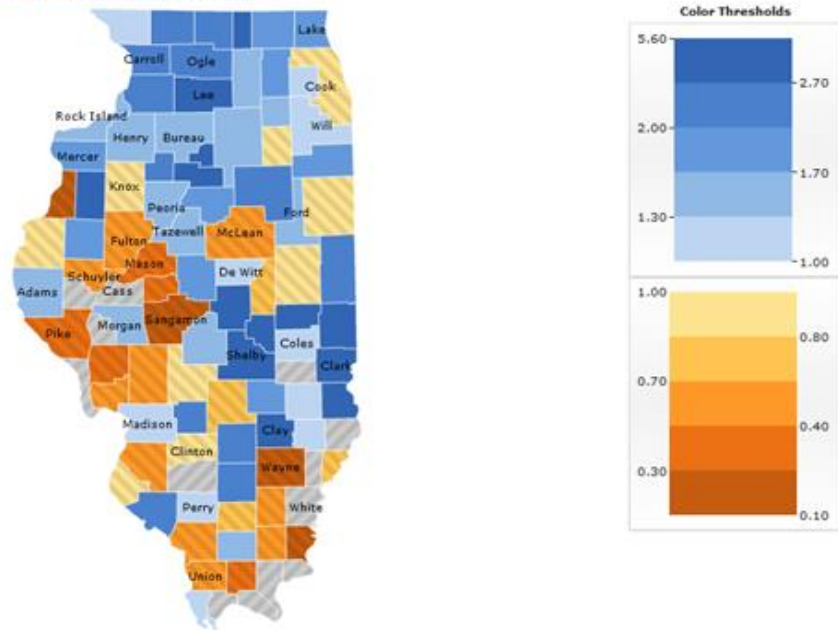 Color Thresholds
Lake
Carroll
Ogle
Cook
Lee
Rock Island
Will
Henry
Bureau
Mercer
Knox
Peoria
Ford
Tazewell
McLean
Fulton
Mason
De Witt
Schuyler
Adams
Cass
Morgan
Sangamon
Pike
Coles
Shelby
Clark
Madison
Clay
Clinton
Wayne
Perry
White
Union
5.60
2.70
2.00
1.70
1.30
1.00
1.00
0.80
0.70
0.40
0.30
0.10